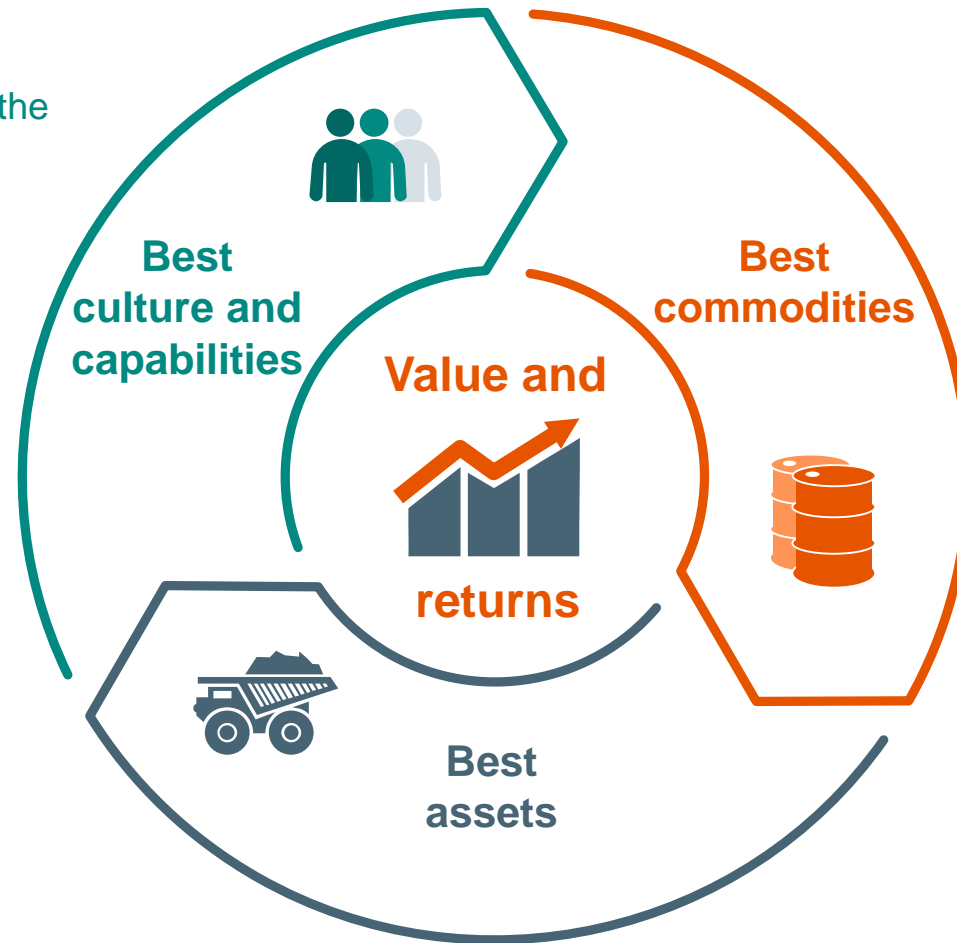 the
Best
culture and
capabilities
Best
commodities
Value and
returns
Best
assets